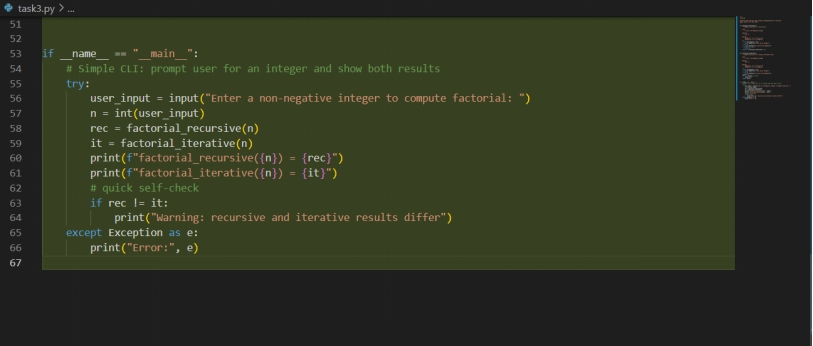 task3.py > ...
51
52
53 if __name__ == "__main__":
54     # Simple CLI: prompt user for an integer and show both results
55     try:
56         user_input = input("Enter a non-negative integer to compute factorial: ")
57         n = int(user_input)
58         rec = factorial_recursive(n)
59         it = factorial_iterative(n)
60         print(f"factorial_recursive({n}) = {rec}")
61         print(f"factorial_iterative({n}) = {it}")
62         # quick self-check
63         if rec != it:
64             print("Warning: recursive and iterative results differ")
65     except Exception as e:
66         print("Error:", e)
67